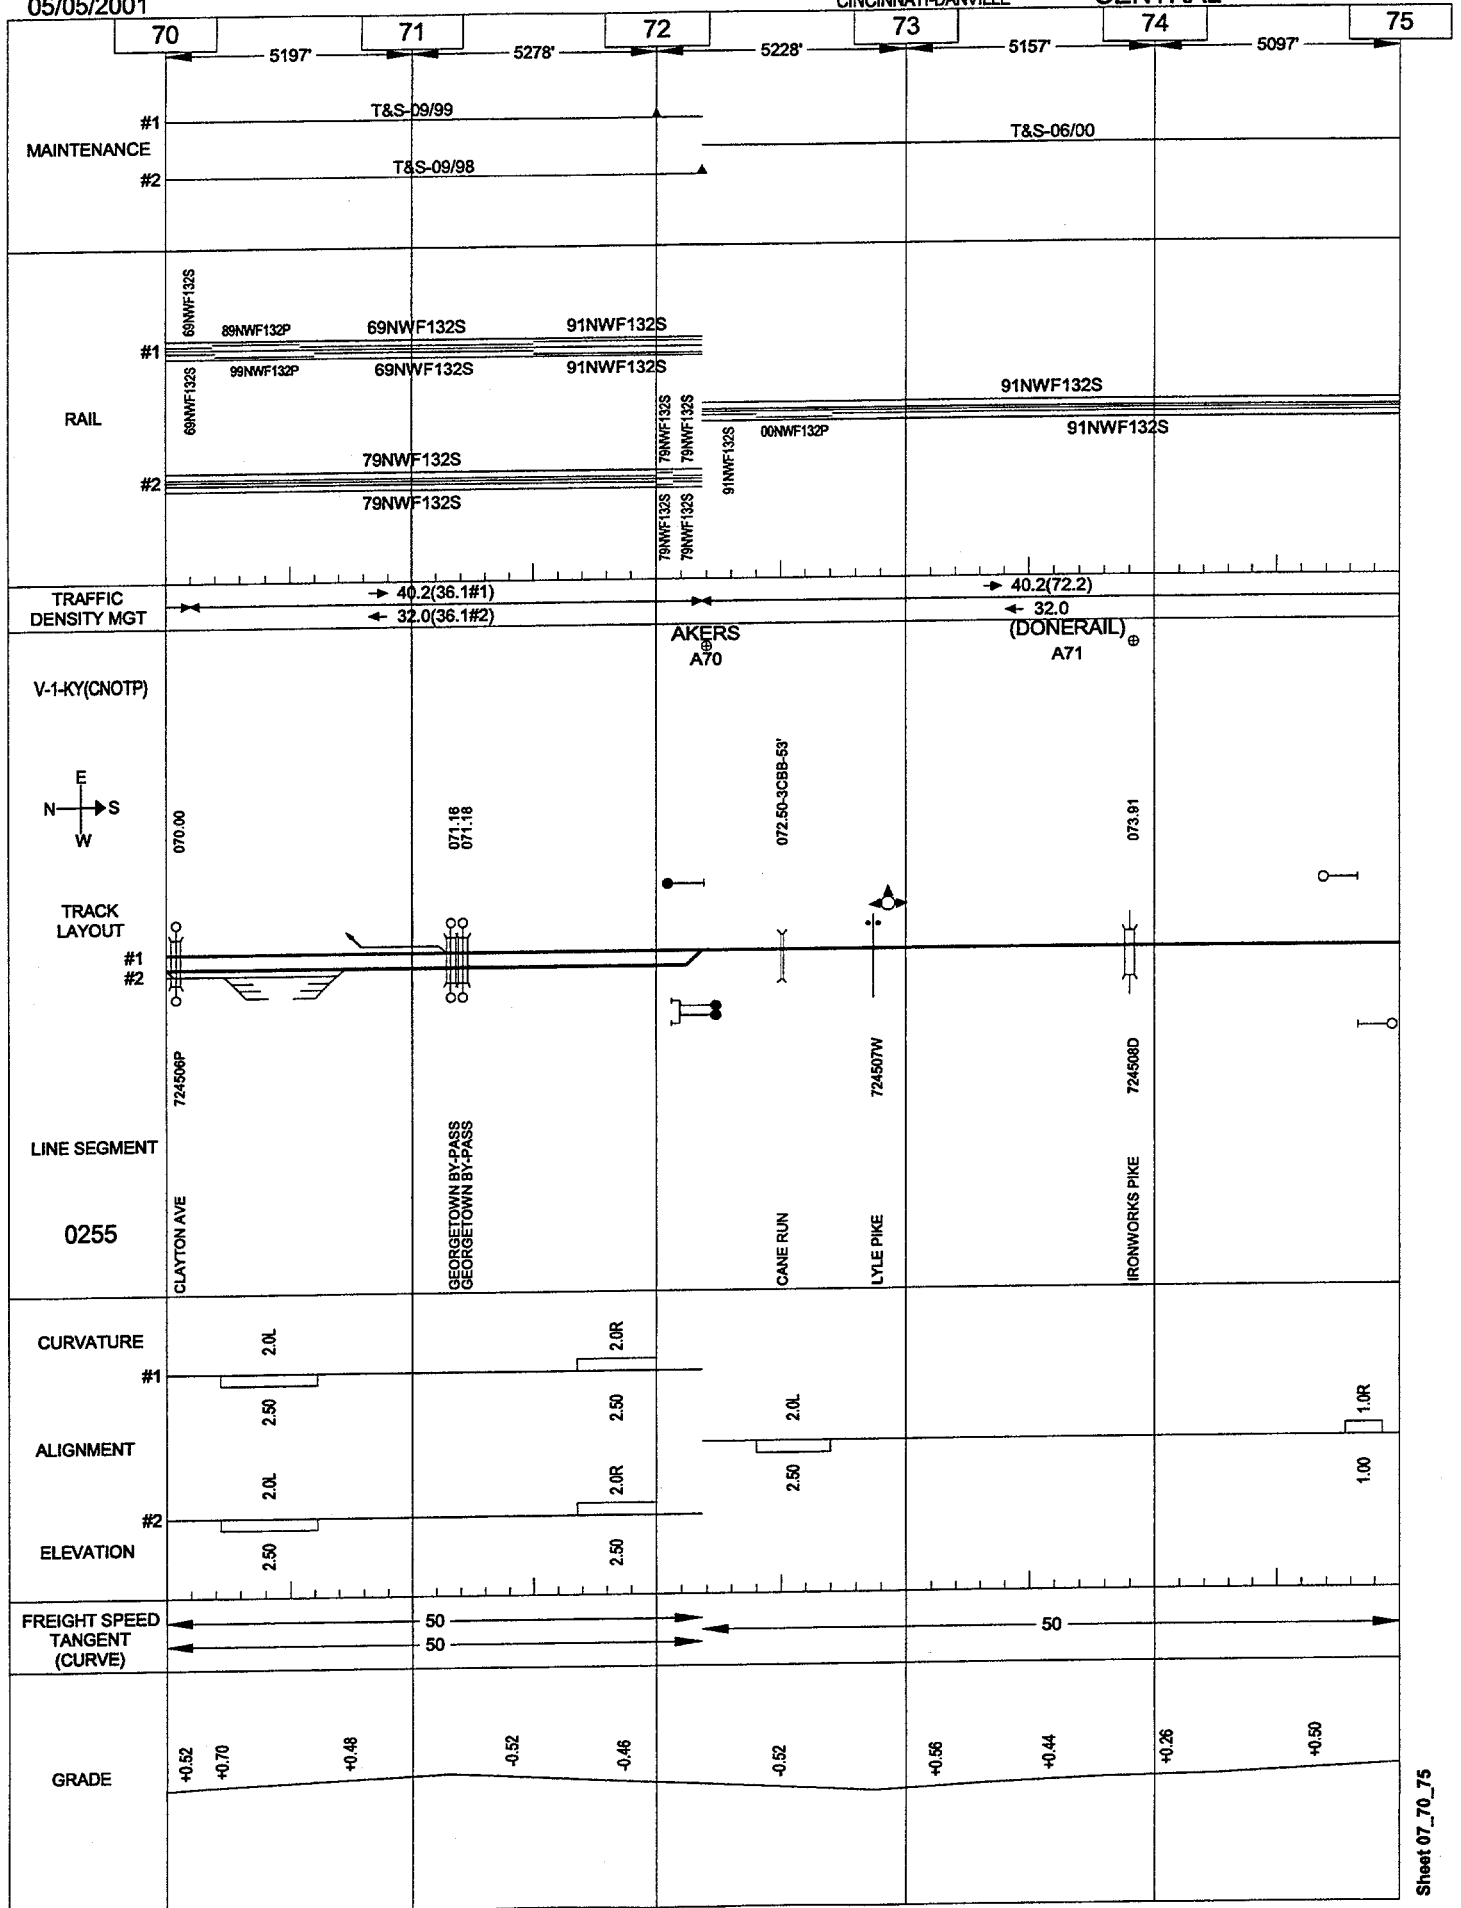 05/05/2001
CINCINNATI-DANVILLE
CENTRAL
70 71 72 73 74 75
5197' 5278' 5228' 5157' 5097'
MAINTENANCE
#1
T&S-09/99
#2
T&S-09/98
T&S-06/00
RAIL
#1
69NWF132S
89NWF132P
69NWF132S
91NWF132S
69NWF132S
99NWF132P
69NWF132S
91NWF132S
#2
79NWF132S
79NWF132S
79NWF132S
79NWF132S
79NWF132S
79NWF132S
91NWF132S
91NWF132S
00NWF132P
91NWF132S
TRAFFIC
DENSITY MGT
40.2(36.1#1)
32.0(36.1#2)
40.2(72.2)
32.0
V-1-KY(CNOTP)
AKERS
A70
(DONERAIL)
A71
E
N S
W
070.00
071.16
071.18
072.50-3CBB-53'
073.91
TRACK
LAYOUT
#1
#2
724506P
724507W
724508D
LINE SEGMENT
0255
CLAYTON AVE
GEORGETOWN BY-PASS
GEORGETOWN BY-PASS
CANE RUN
LYLE PIKE
IRONWORKS PIKE
CURVATURE
#1
2.0L
2.50
2.0R
2.50
2.0L
2.50
1.0R
1.00
ALIGNMENT
#2
2.0L
2.50
2.0R
2.50
ELEVATION
FREIGHT SPEED
TANGENT
(CURVE)
50
50
50
GRADE
+0.52
+0.70
+0.48
-0.52
-0.46
-0.52
+0.56
+0.44
+0.26
+0.50
Sheet 07_70_75